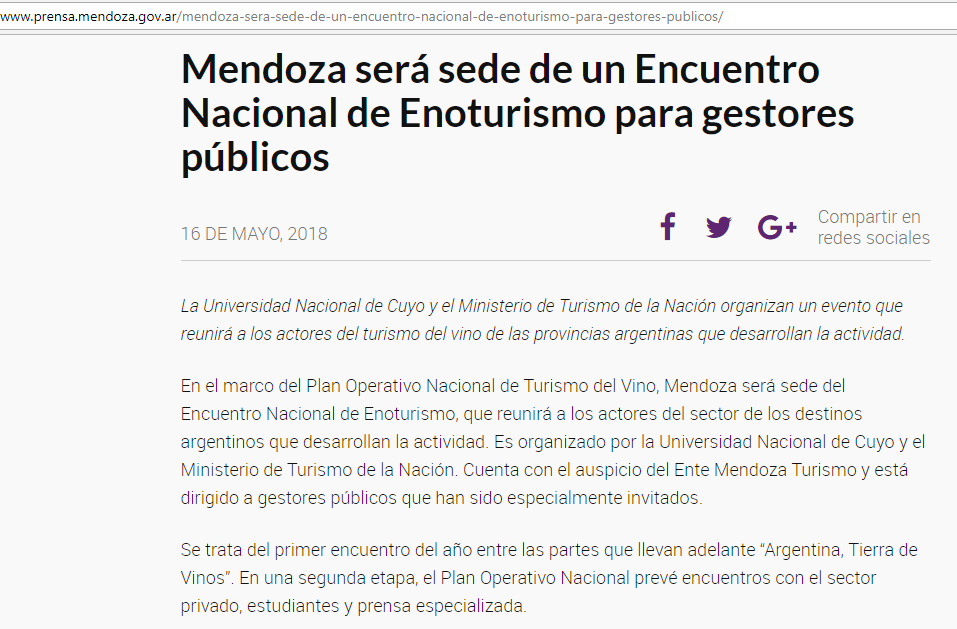 www.prensa.mendoza.gov.ar/mendoza-sera-sede-de-un-encuentro-nacional-de-enoturismo-para-gestores-publicos/
Mendoza será sede de un Encuentro
Nacional de Enoturismo para gestores
públicos
16 DE MAYO, 2018
f G+ Compartir en
redes sociales
La Universidad Nacional de Cuyo y el Ministerio de Turismo de la Nación organizan un evento que
reunirá a los actores del turismo del vino de las provincias argentinas que desarrollan la actividad.
En el marco del Plan Operativo Nacional de Turismo del Vino, Mendoza será sede del
Encuentro Nacional de Enoturismo, que reunirá a los actores del sector de los destinos
argentinos que desarrollan la actividad. Es organizado por la Universidad Nacional de Cuyo y el
Ministerio de Turismo de la Nación. Cuenta con el auspicio del Ente Mendoza Turismo y está
dirigido a gestores públicos que han sido especialmente invitados.
Se trata del primer encuentro del año entre las partes que llevan adelante “Argentina, Tierra de
Vinos”. En una segunda etapa, el Plan Operativo Nacional prevé encuentros con el sector
privado, estudiantes y prensa especializada.